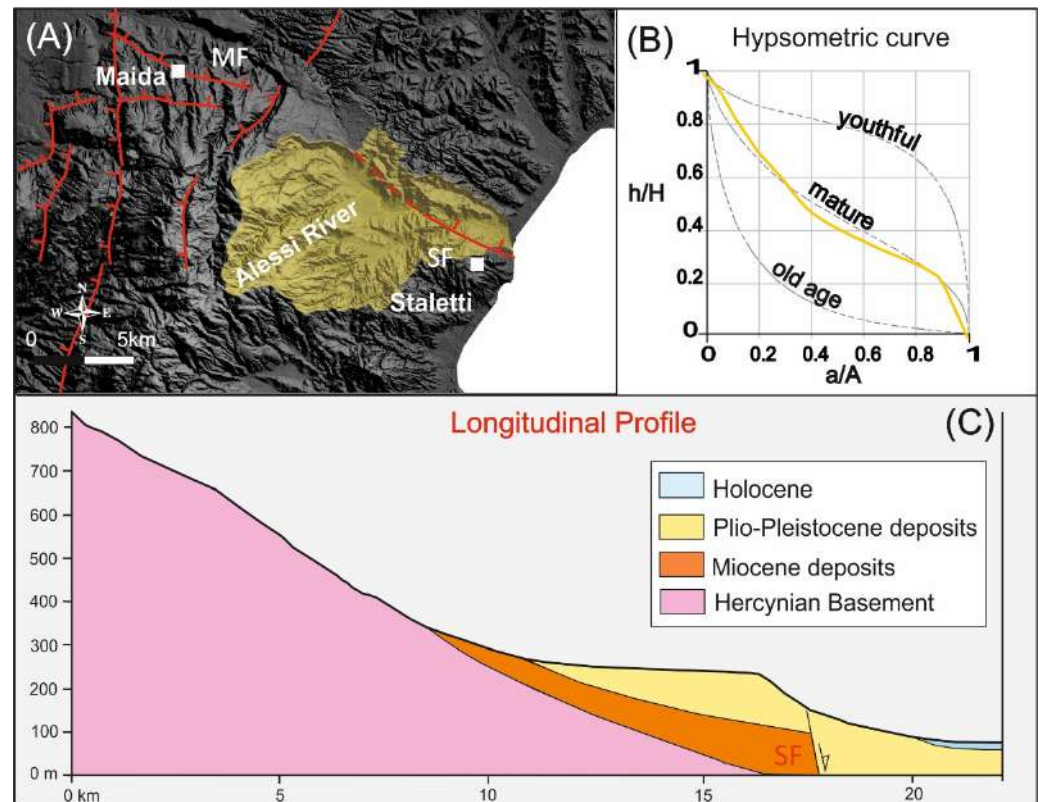 (A)
MF
Maida
Alessi River
SF
Staletti
N
W E
S
0 5km
(B)
Hypsometric curve
1
0.8
h/H 0.6
0.4
0.2
0
youthful
mature
old age
0 0.2 0.4 0.6 0.8 1
a/A
Longitudinal Profile
(C)
800
700
600
500
400
300
200
100
0 m
Holocene
Plio-Pleistocene deposits
Miocene deposits
Hercynian Basement
SF
0 km 5 10 15 20